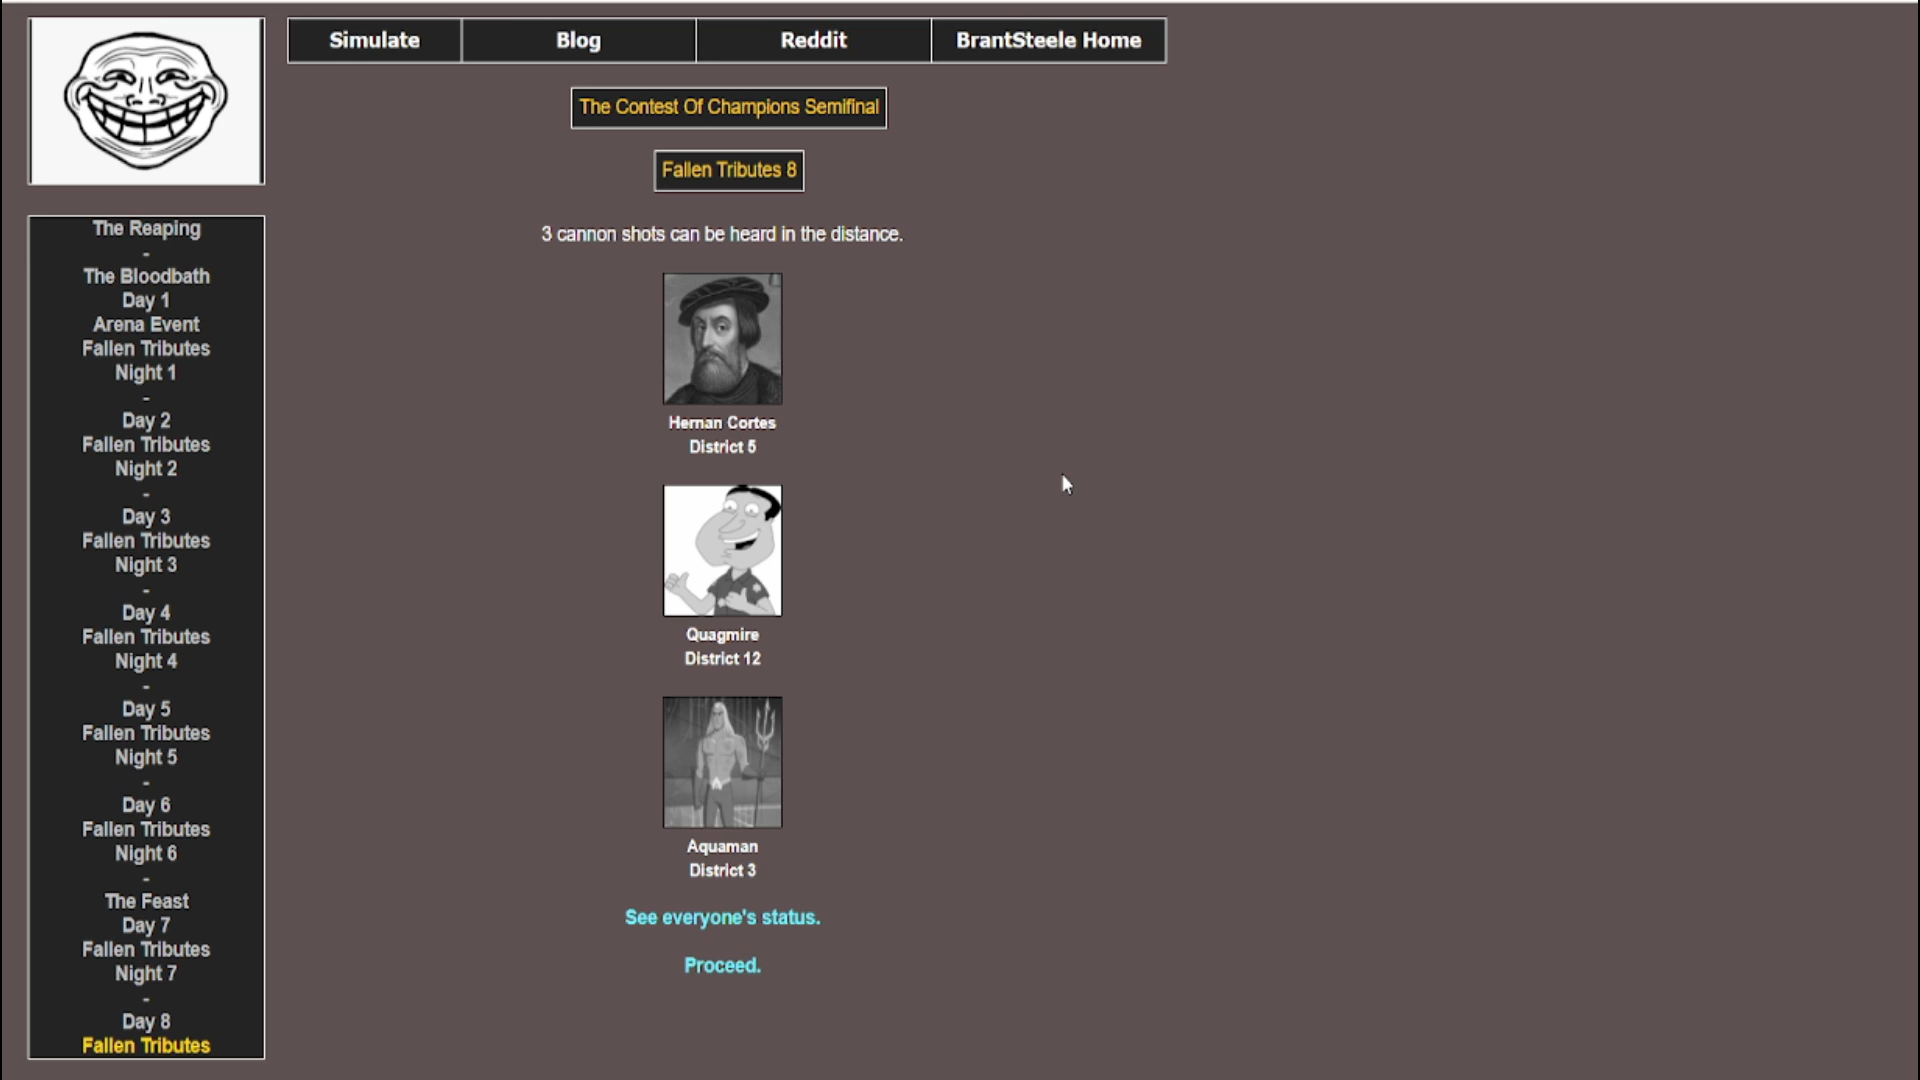 Simulate
Blog
Reddit
BrantSteele Home
The Contest Of Champions Semifinal
Fallen Tributes 8
3 cannon shots can be heard in the distance.
Hernan Cortes
District 5
Quagmire
District 12
Aquaman
District 3
See everyone's status.
Proceed.
The Reaping
-
The Bloodbath
Day 1
Arena Event
Fallen Tributes
Night 1
-
Day 2
Fallen Tributes
Night 2
-
Day 3
Fallen Tributes
Night 3
-
Day 4
Fallen Tributes
Night 4
-
Day 5
Fallen Tributes
Night 5
-
Day 6
Fallen Tributes
Night 6
-
The Feast
Day 7
Fallen Tributes
Night 7
-
Day 8
Fallen Tributes